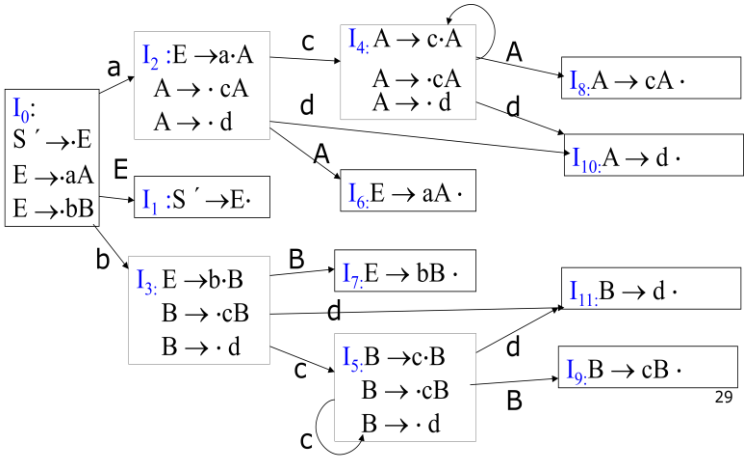 I₀:
S ´ →·E
E →·aA
E →·bB
a
E
b
I₂ :E →a·A
A → · cA
A → · d
c
d
A
I₁ :S ´ →E·
I₄: A → c·A
A → ·cA
A → · d
A
d
I₈:A → cA ·
I₁₀:A → d ·
I₆:E → aA ·
I₃: E →b·B
B → ·cB
B → · d
B
d
c
I₇:E → bB ·
I₅:B →c·B
B → ·cB
B → · d
c
d
B
I₁₁:B → d ·
I₉:B → cB ·
29